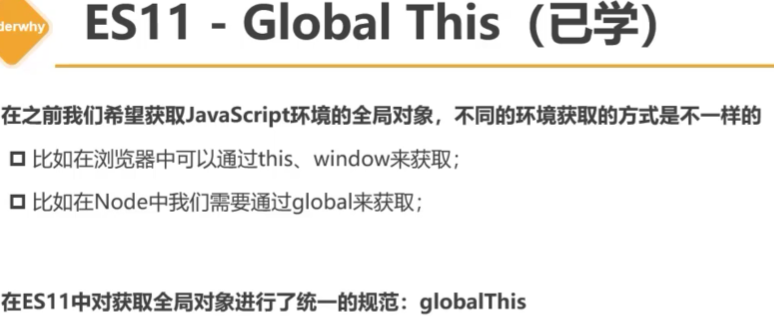 derwhy
ES11 - Global This（已学）
在之前我们希望获取JavaScript环境的全局对象，不同的环境获取的方式是不一样的
比如在浏览器中可以通过this、window来获取；
比如在Node中我们需要通过global来获取；
在ES11中对获取全局对象进行了统一的规范：globalThis